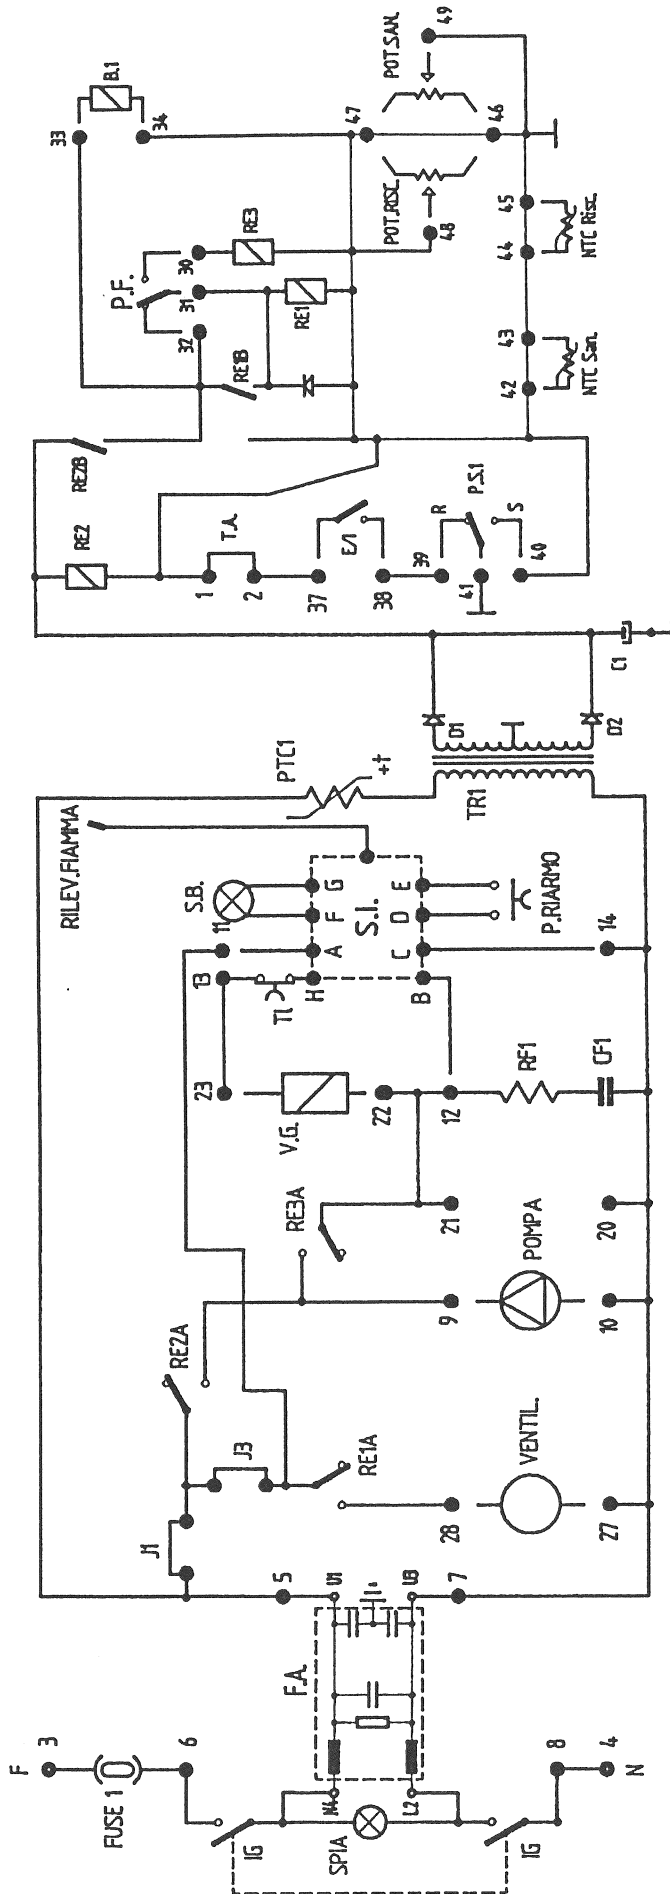 F
3
FUSE 1
6
IG
SPIA
IG
8
4
N
F.A.
N4
L2
U1
U3
5
7
J1
J3
RE2A
RE1A
28
VENTIL.
27
RE3A
9
POMPA
10
21
20
23
V.G.
22
12
RF1
CF1
13
11
T1
H
A
F
G
S.I.
B
C
D
E
S.B.
RILEV.FIAMMA
P.RIARMO
14
PTC1
+t
TR1
D1
D2
C1
RE2
RE2B
1
T.A.
2
37
E/I
38
39
R
P.S.1
41
S
40
RE1B
32
31
30
P.F.
RE1
RE3
33
B.1
34
42
43
NTC San.
44
45
NTC Risc.
POT.RISC.
48
47
46
POT.SAN.
49